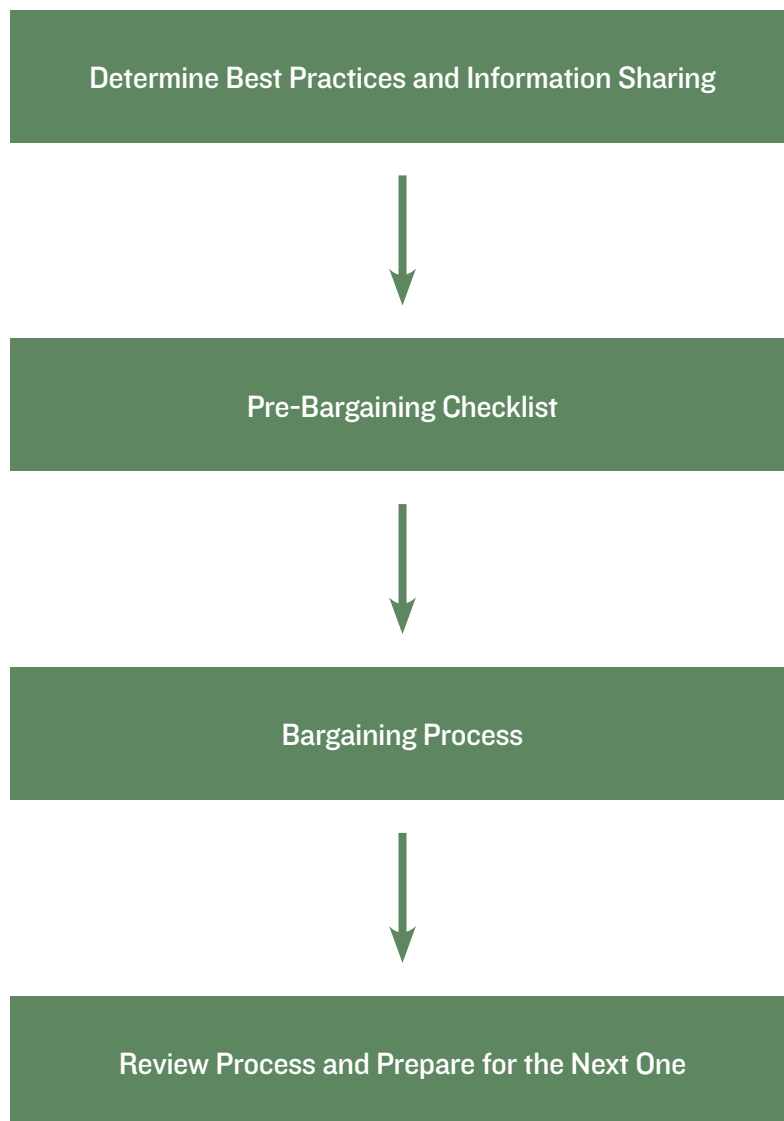 Determine Best Practices and Information Sharing
Pre-Bargaining Checklist
Bargaining Process
Review Process and Prepare for the Next One